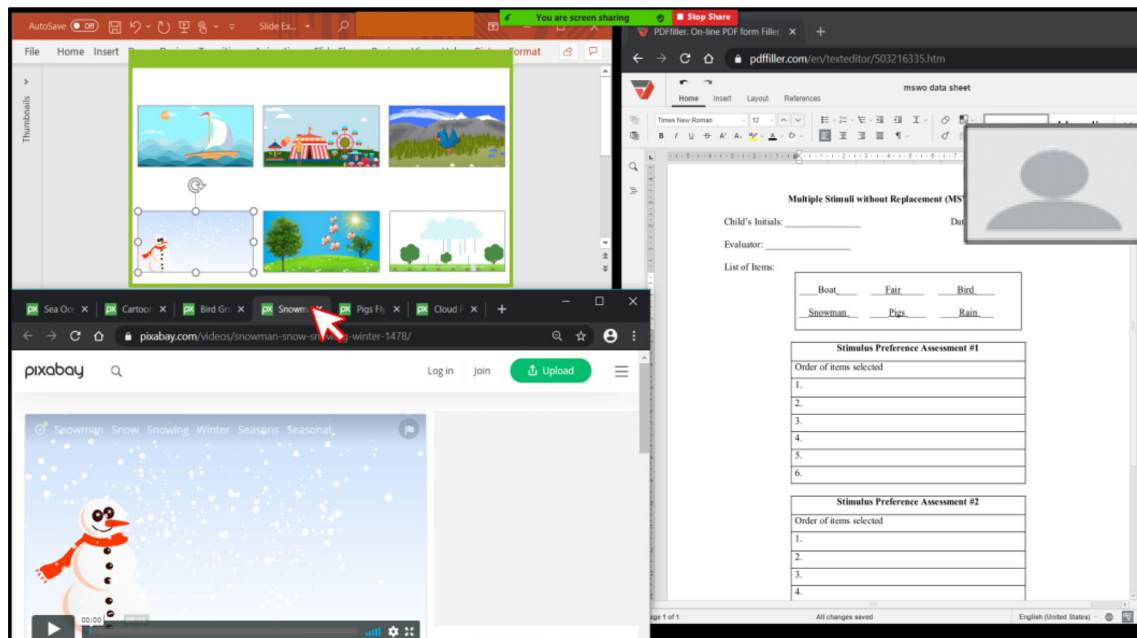 AutoSave Off Slide Ex...
You are screen sharing Stop Share
File Home Insert Format
Thumbnails
Sea Oce Cartoon Bird Gra Snowm Pigs Fly Cloud F
pixabay.com/videos/snowman-snow-snowing-winter-1478/
pixabay Log in Join Upload
Snowman Snow Snowing Winter Seasons Seasonal
00:00
PDFfiller. On-line PDF form Filler,
pdffiller.com/en/texteditor/503216335.htm
mswo data sheet
Home Insert Layout References
Times New Roman 12
Multiple Stimuli without Replacement (MS
Child's Initials: Dat
Evaluator:
List of Items:
Boat Fair Bird
Snowman Pigs Rain
Stimulus Preference Assessment #1
Order of items selected
1.
2.
3.
4.
5.
6.
Stimulus Preference Assessment #2
Order of items selected
1.
2.
3.
4.
age 1 of 1 All changes saved English (United States)